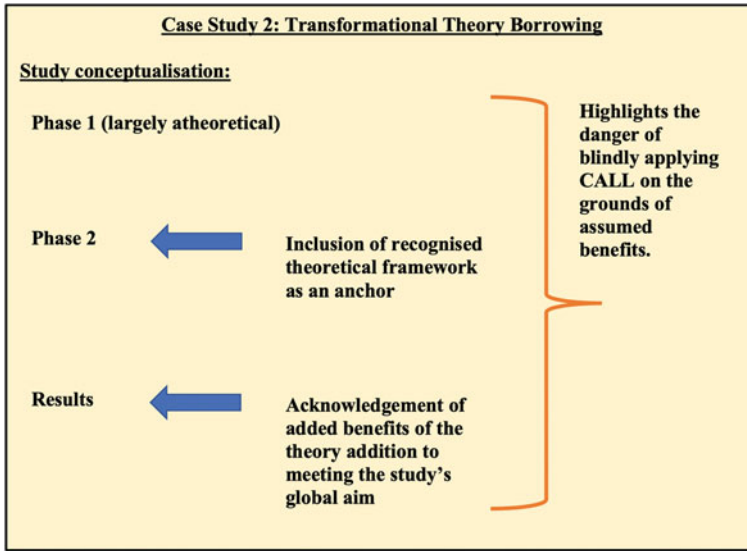 Case Study 2: Transformational Theory Borrowing
Study conceptualisation:
Phase 1 (largely atheoretical)
Phase 2
Inclusion of recognised
theoretical framework
as an anchor
Results
Acknowledgement of
added benefits of the
theory addition to
meeting the study's
global aim
Highlights the
danger of
blindly applying
CALL on the
grounds of
assumed
benefits.